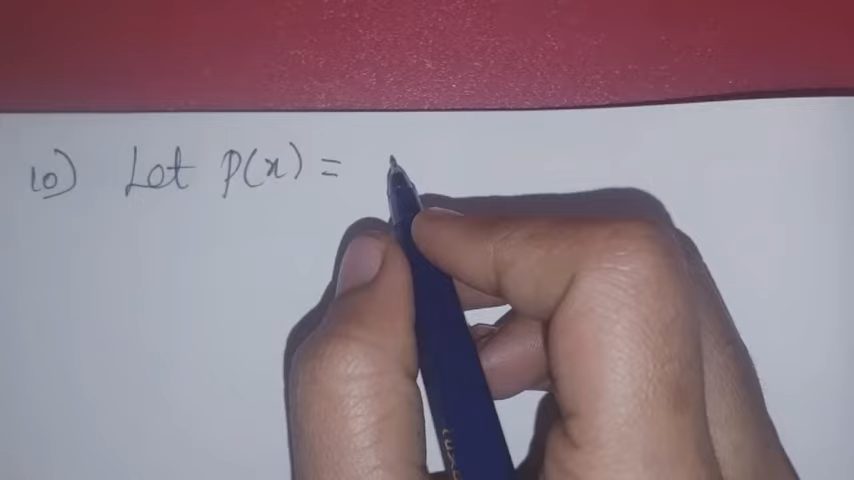 10) Let P(x) =